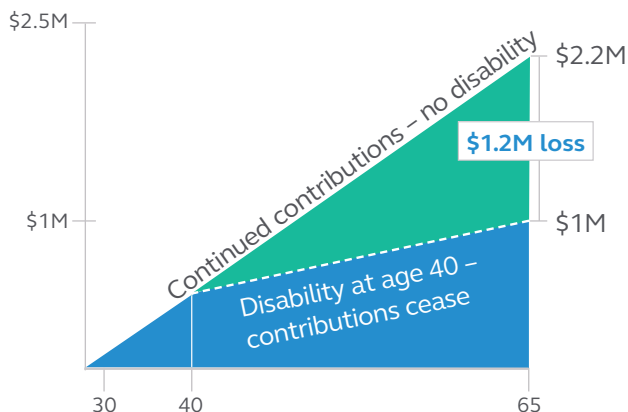 $2.5M
Continued contributions – no disability
$2.2M
$1.2M loss
$1M
$1M
Disability at age 40 –
contributions cease
30
40
65